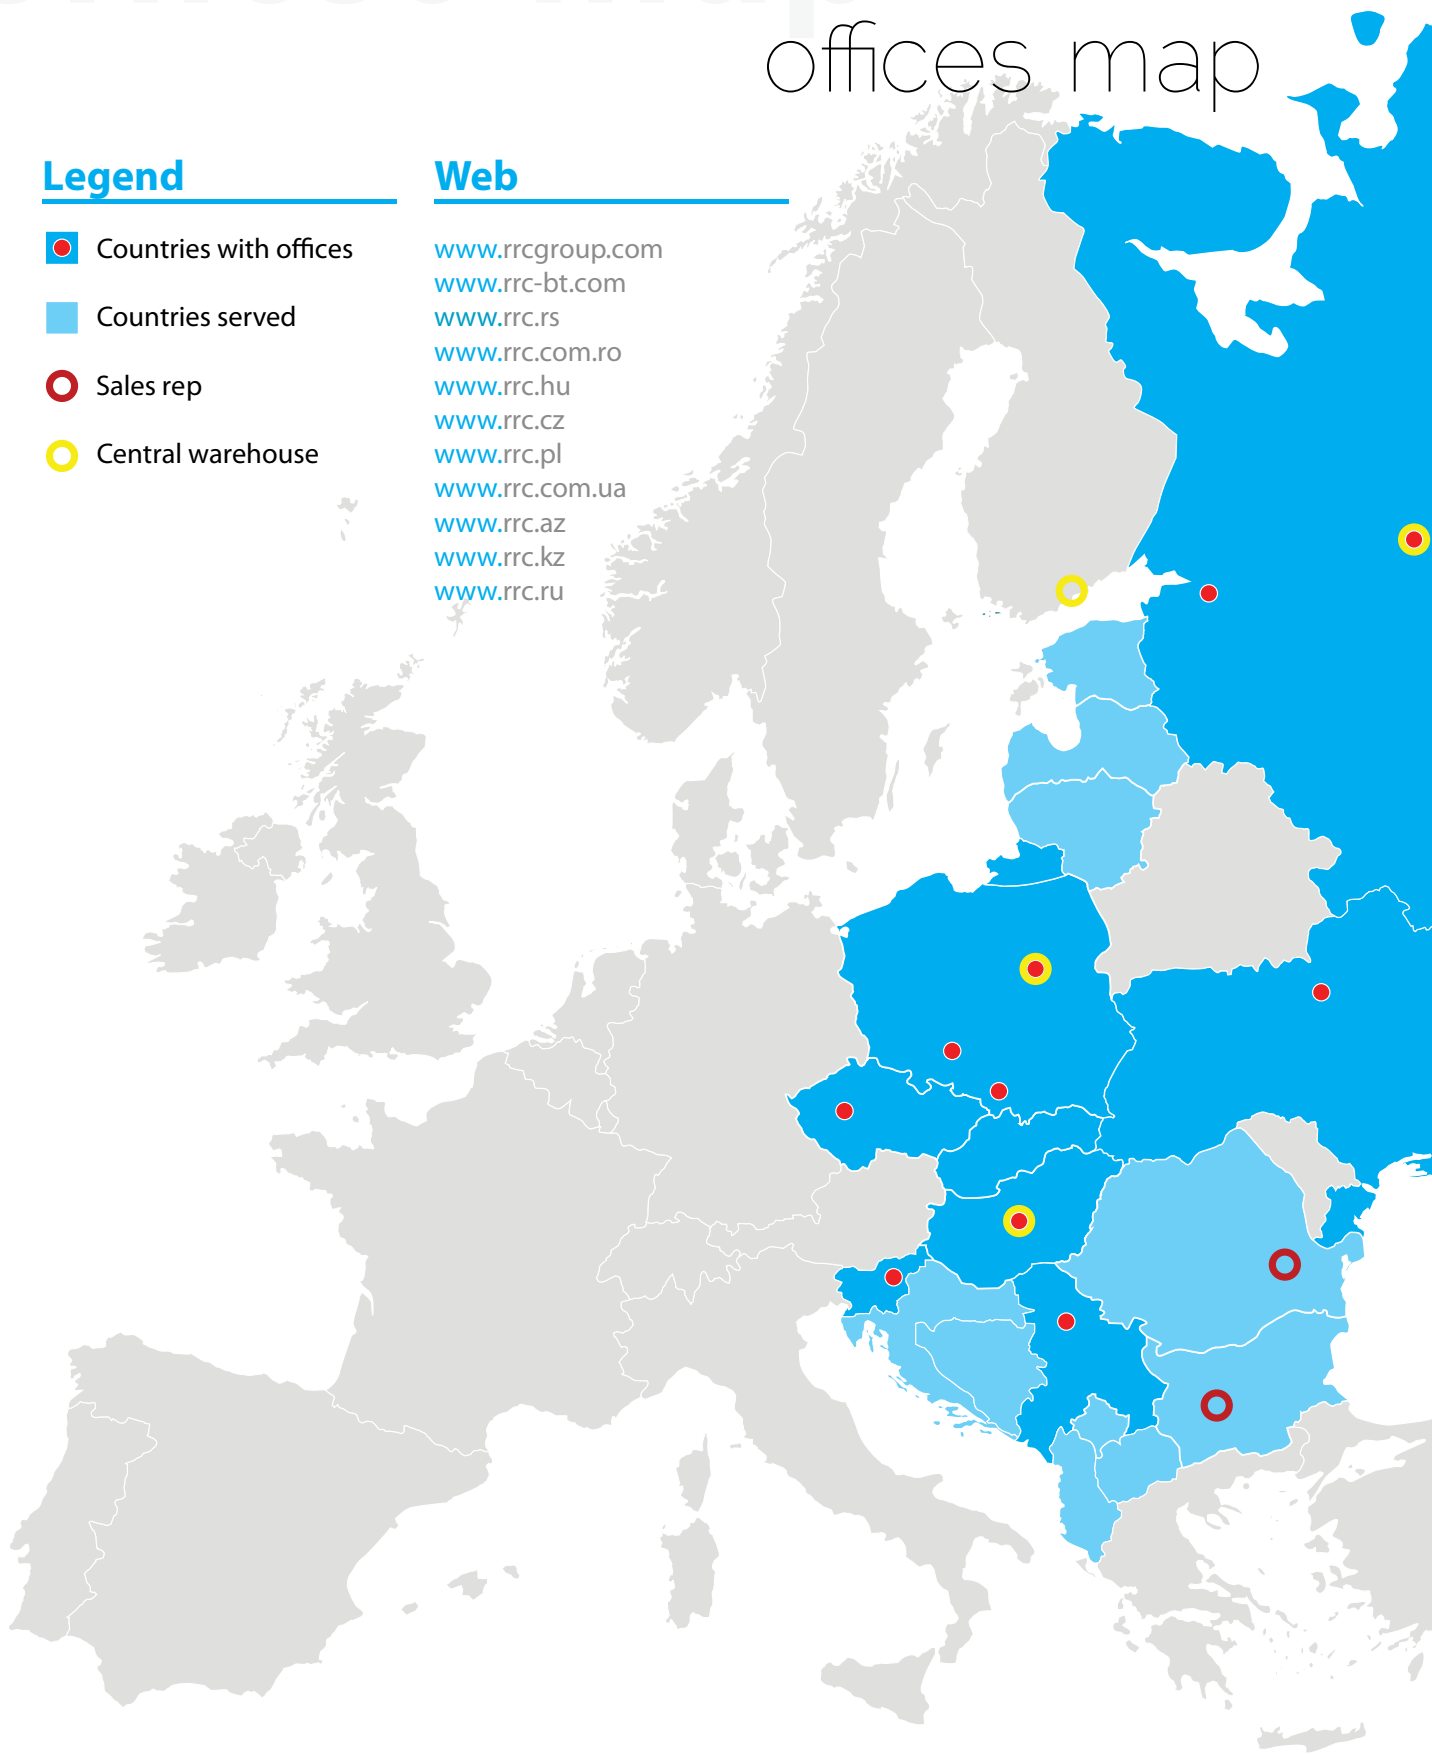 offices map
Legend
Countries with offices
Countries served
Sales rep
Central warehouse
Web
www.rrcgroup.com
www.rrc-bt.com
www.rrc.rs
www.rrc.com.ro
www.rrc.hu
www.rrc.cz
www.rrc.pl
www.rrc.com.ua
www.rrc.az
www.rrc.kz
www.rrc.ru